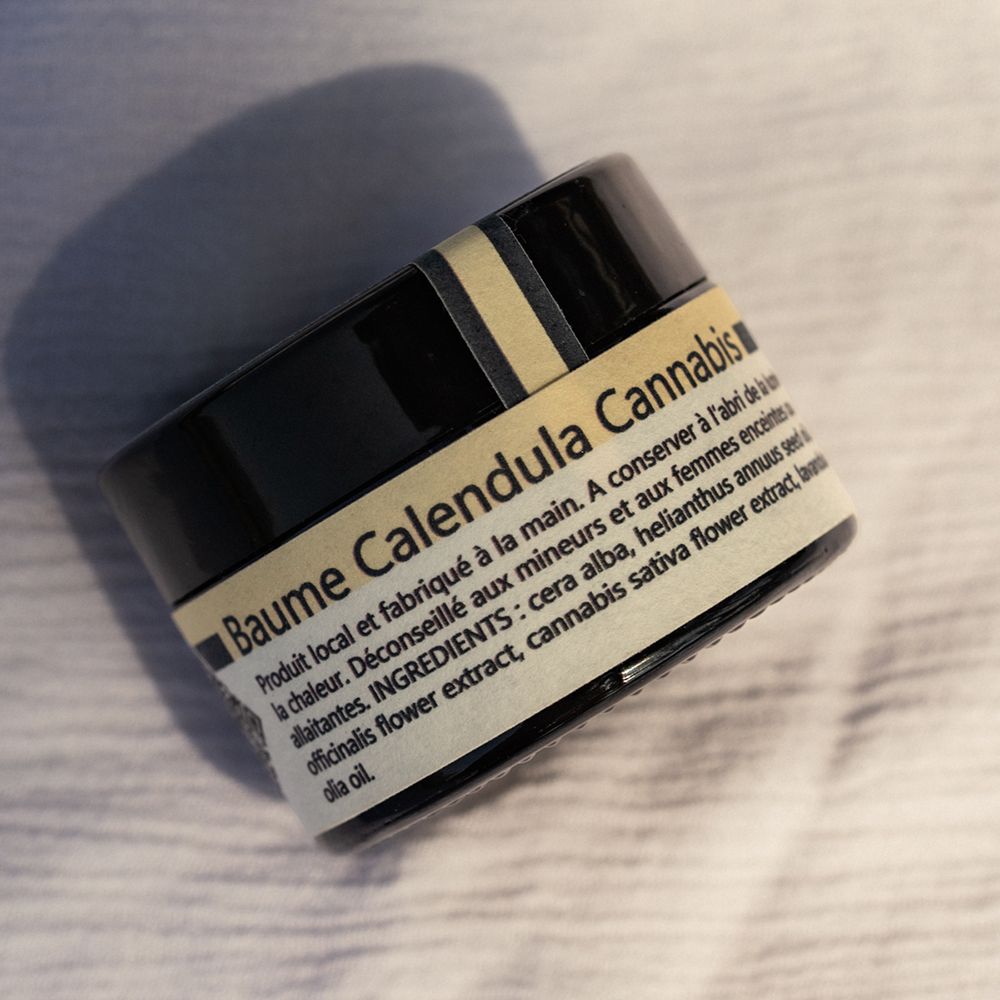 Baume Calendula Cannabis
Produit local et fabriqué à la main. A conserver à l'abri de la
la chaleur. Déconseillé aux mineurs et aux femmes enceintes
allaitantes. INGREDIENTS : cera alba, helianthus annuus seed
officinalis flower extract, cannabis sativa flower extract,
olia oil.